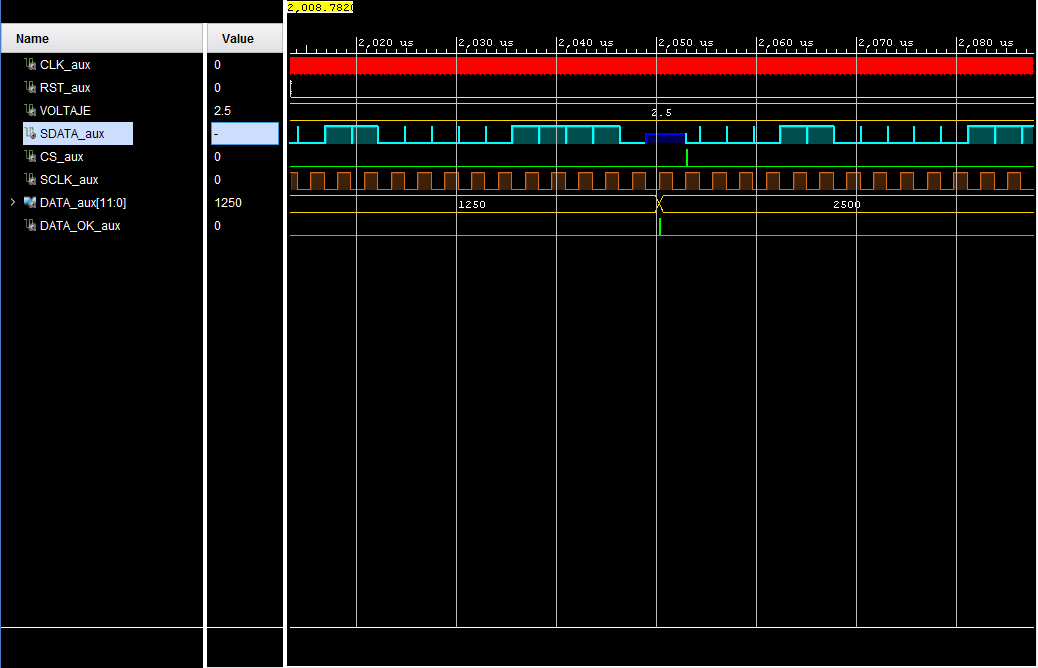 2,008.782
Name Value
2,020 us 2,030 us 2,040 us 2,050 us 2,060 us 2,070 us 2,080 us
CLK_aux 0
RST_aux 0
VOLTAJE 2.5 2.5
SDATA_aux -
CS_aux 0
SCLK_aux 0
DATA_aux[11:0] 1250 1250 2500
DATA_OK_aux 0